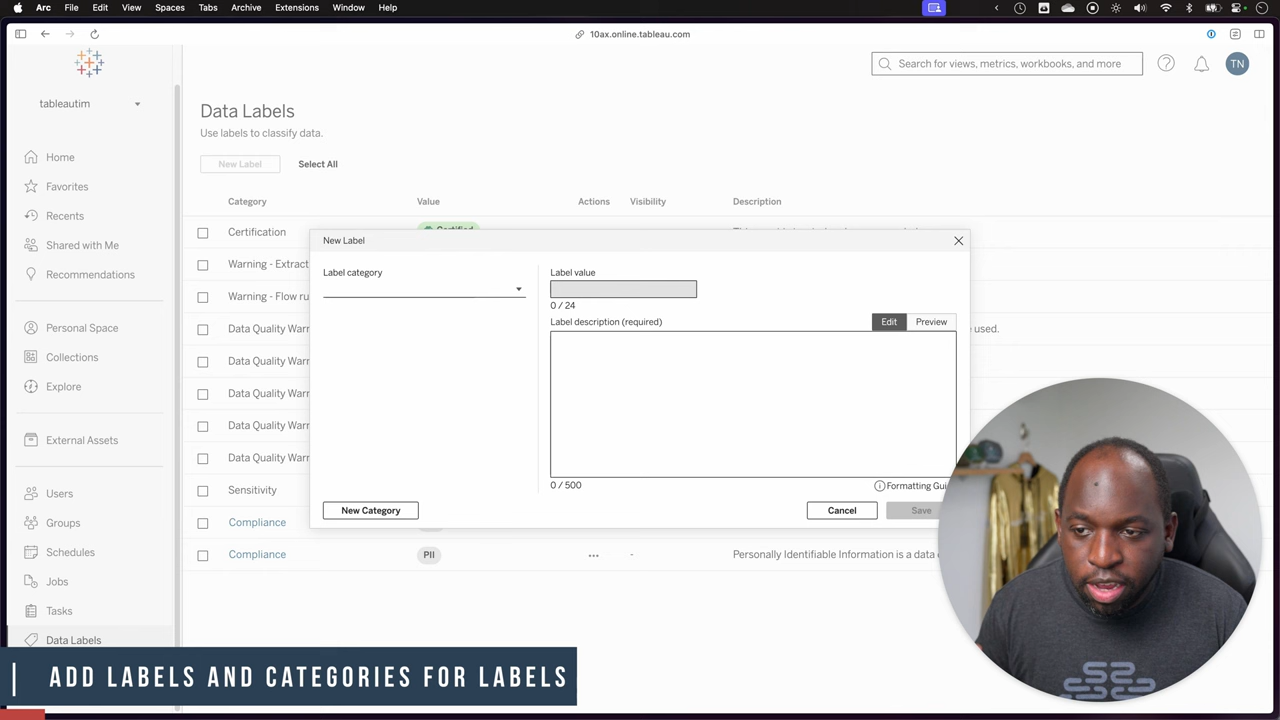 Arc File Edit View Spaces Tabs Archive Extensions Window Help
10ax.online.tableau.com
tableautim
Search for views, metrics, workbooks, and more
TN
Home
Favorites
Recents
Shared with Me
Recommendations
Personal Space
Collections
Explore
External Assets
Users
Groups
Schedules
Jobs
Tasks
Data Labels
Data Labels
Use labels to classify data.
New Label Select All
Category Value Actions Visibility Description
Certification Certified
Warning - Extract
Warning - Flow ru
Data Quality Warr e used.
Data Quality Warr
Data Quality Warr
Data Quality Warr
Data Quality Warr
Sensitivity
Compliance
Compliance PII ... - Personally Identifiable Information is a data
New Label
Label category
Label value
0 / 24
Label description (required) Edit Preview
0 / 500
Formatting Gui
New Category Cancel Save
ADD LABELS AND CATEGORIES FOR LABELS